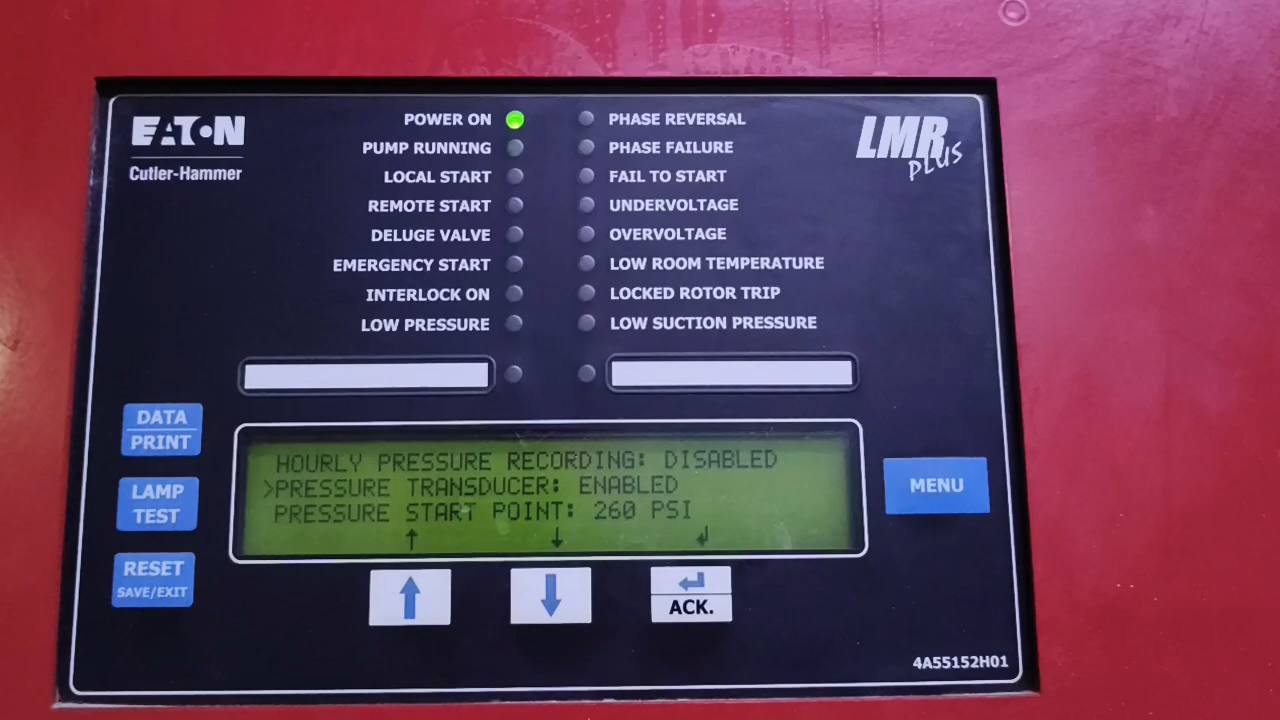 EATON
Cutler-Hammer
POWER ON
PUMP RUNNING
LOCAL START
REMOTE START
DELUGE VALVE
EMERGENCY START
INTERLOCK ON
LOW PRESSURE
PHASE REVERSAL
PHASE FAILURE
FAIL TO START
UNDERVOLTAGE
OVERVOLTAGE
LOW ROOM TEMPERATURE
LOCKED ROTOR TRIP
LOW SUCTION PRESSURE
LMR
PLUS
DATA
PRINT
LAMP
TEST
RESET
SAVE/EXIT
HOURLY PRESSURE RECORDING: DISABLED
>PRESSURE TRANSDUCER: ENABLED
PRESSURE START POINT: 260 PSI
↑ ↓ ↲
MENU
↑ ↓ ↲
ACK.
4A55152H01